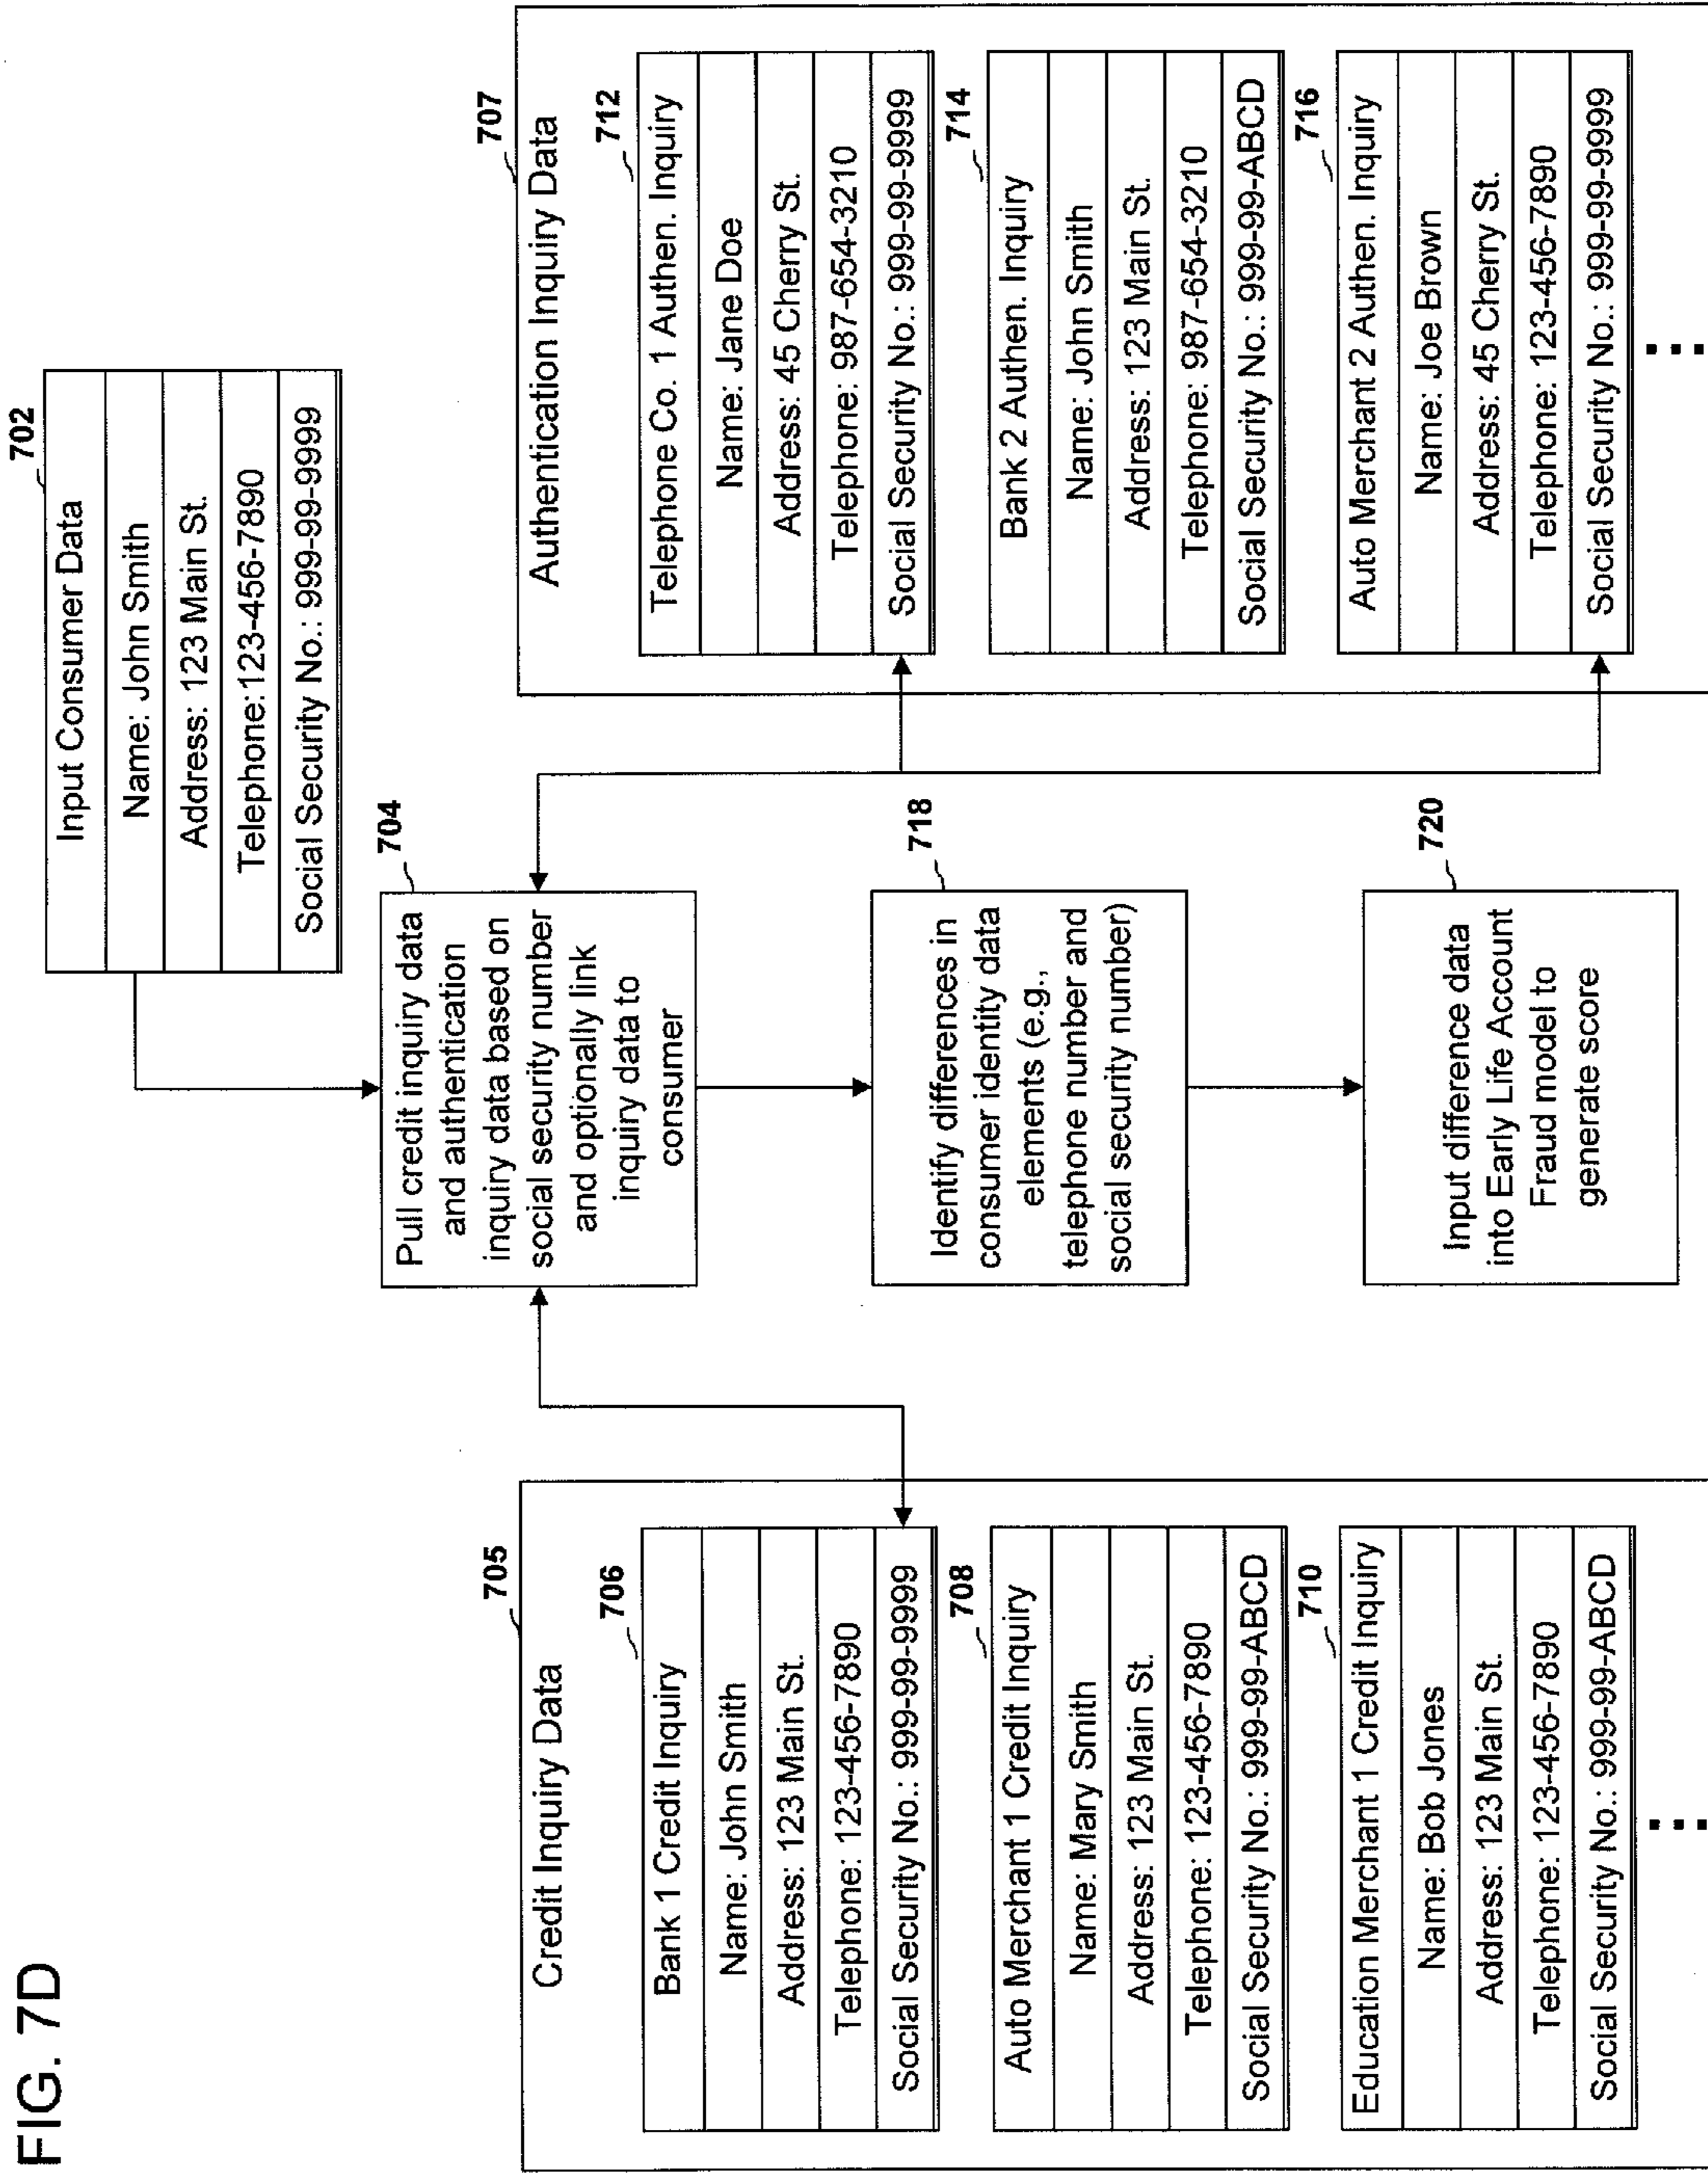 FIG. 7D
702
Input Consumer Data
Name: John Smith
Address: 123 Main St.
Telephone:123-456-7890
Social Security No.: 999-99-9999
705
Credit Inquiry Data
706
Bank 1 Credit Inquiry
Name: John Smith
Address: 123 Main St.
Telephone: 123-456-7890
Social Security No.: 999-99-9999
708
Auto Merchant 1 Credit Inquiry
Name: Mary Smith
Address: 123 Main St.
Telephone: 123-456-7890
Social Security No.: 999-99-ABCD
710
Education Merchant 1 Credit Inquiry
Name: Bob Jones
Address: 123 Main St.
Telephone: 123-456-7890
Social Security No.: 999-99-ABCD
704
Pull credit inquiry data
and authentication
inquiry data based on
social security number
and optionally link
inquiry data to
consumer
718
Identify differences in
consumer identity data
elements (e.g.,
telephone number and
social security number)
720
Input difference data
into Early Life Account
Fraud model to
generate score
707
Authentication Inquiry Data
712
Telephone Co. 1 Authen. Inquiry
Name: Jane Doe
Address: 45 Cherry St.
Telephone: 987-654-3210
Social Security No.: 999-99-9999
714
Bank 2 Authen. Inquiry
Name: John Smith
Address: 123 Main St.
Telephone: 987-654-3210
Social Security No.: 999-99-ABCD
716
Auto Merchant 2 Authen. Inquiry
Name: Joe Brown
Address: 45 Cherry St.
Telephone: 123-456-7890
Social Security No.: 999-99-9999